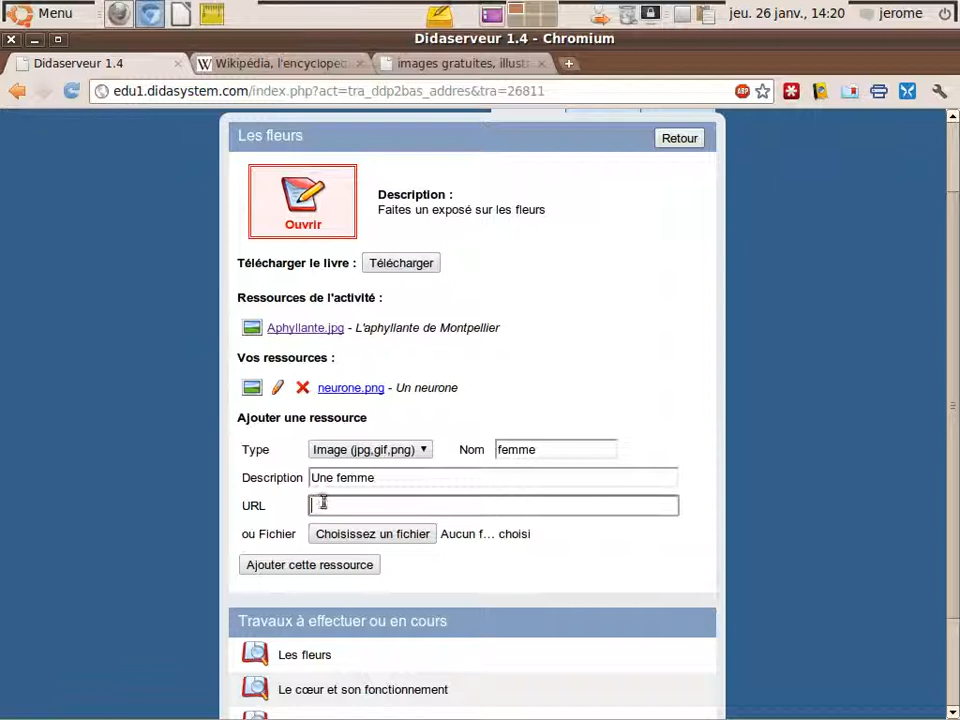 Menu
jeu. 26 janv., 14:20
jerome
Didaserveur 1.4 - Chromium
Didaserveur 1.4
Wikipédia, l'encyclopéd
images gratuites, illust
edu1.didasystem.com/index.php?act=tra_ddp2bas_addres&tra=26811
ABP
Les fleurs
Retour
Ouvrir
Description :
Faites un exposé sur les fleurs
Télécharger le livre :
Télécharger
Ressources de l'activité :
Aphyllante.jpg - L'aphyllante de Montpellier
Vos ressources :
neurone.png - Un neurone
Ajouter une ressource
Type
Image (jpg,gif,png)
Nom
femme
Description
Une femme
URL
ou Fichier
Choisissez un fichier
Aucun f... choisi
Ajouter cette ressource
Travaux à effectuer ou en cours
Les fleurs
Le cœur et son fonctionnement